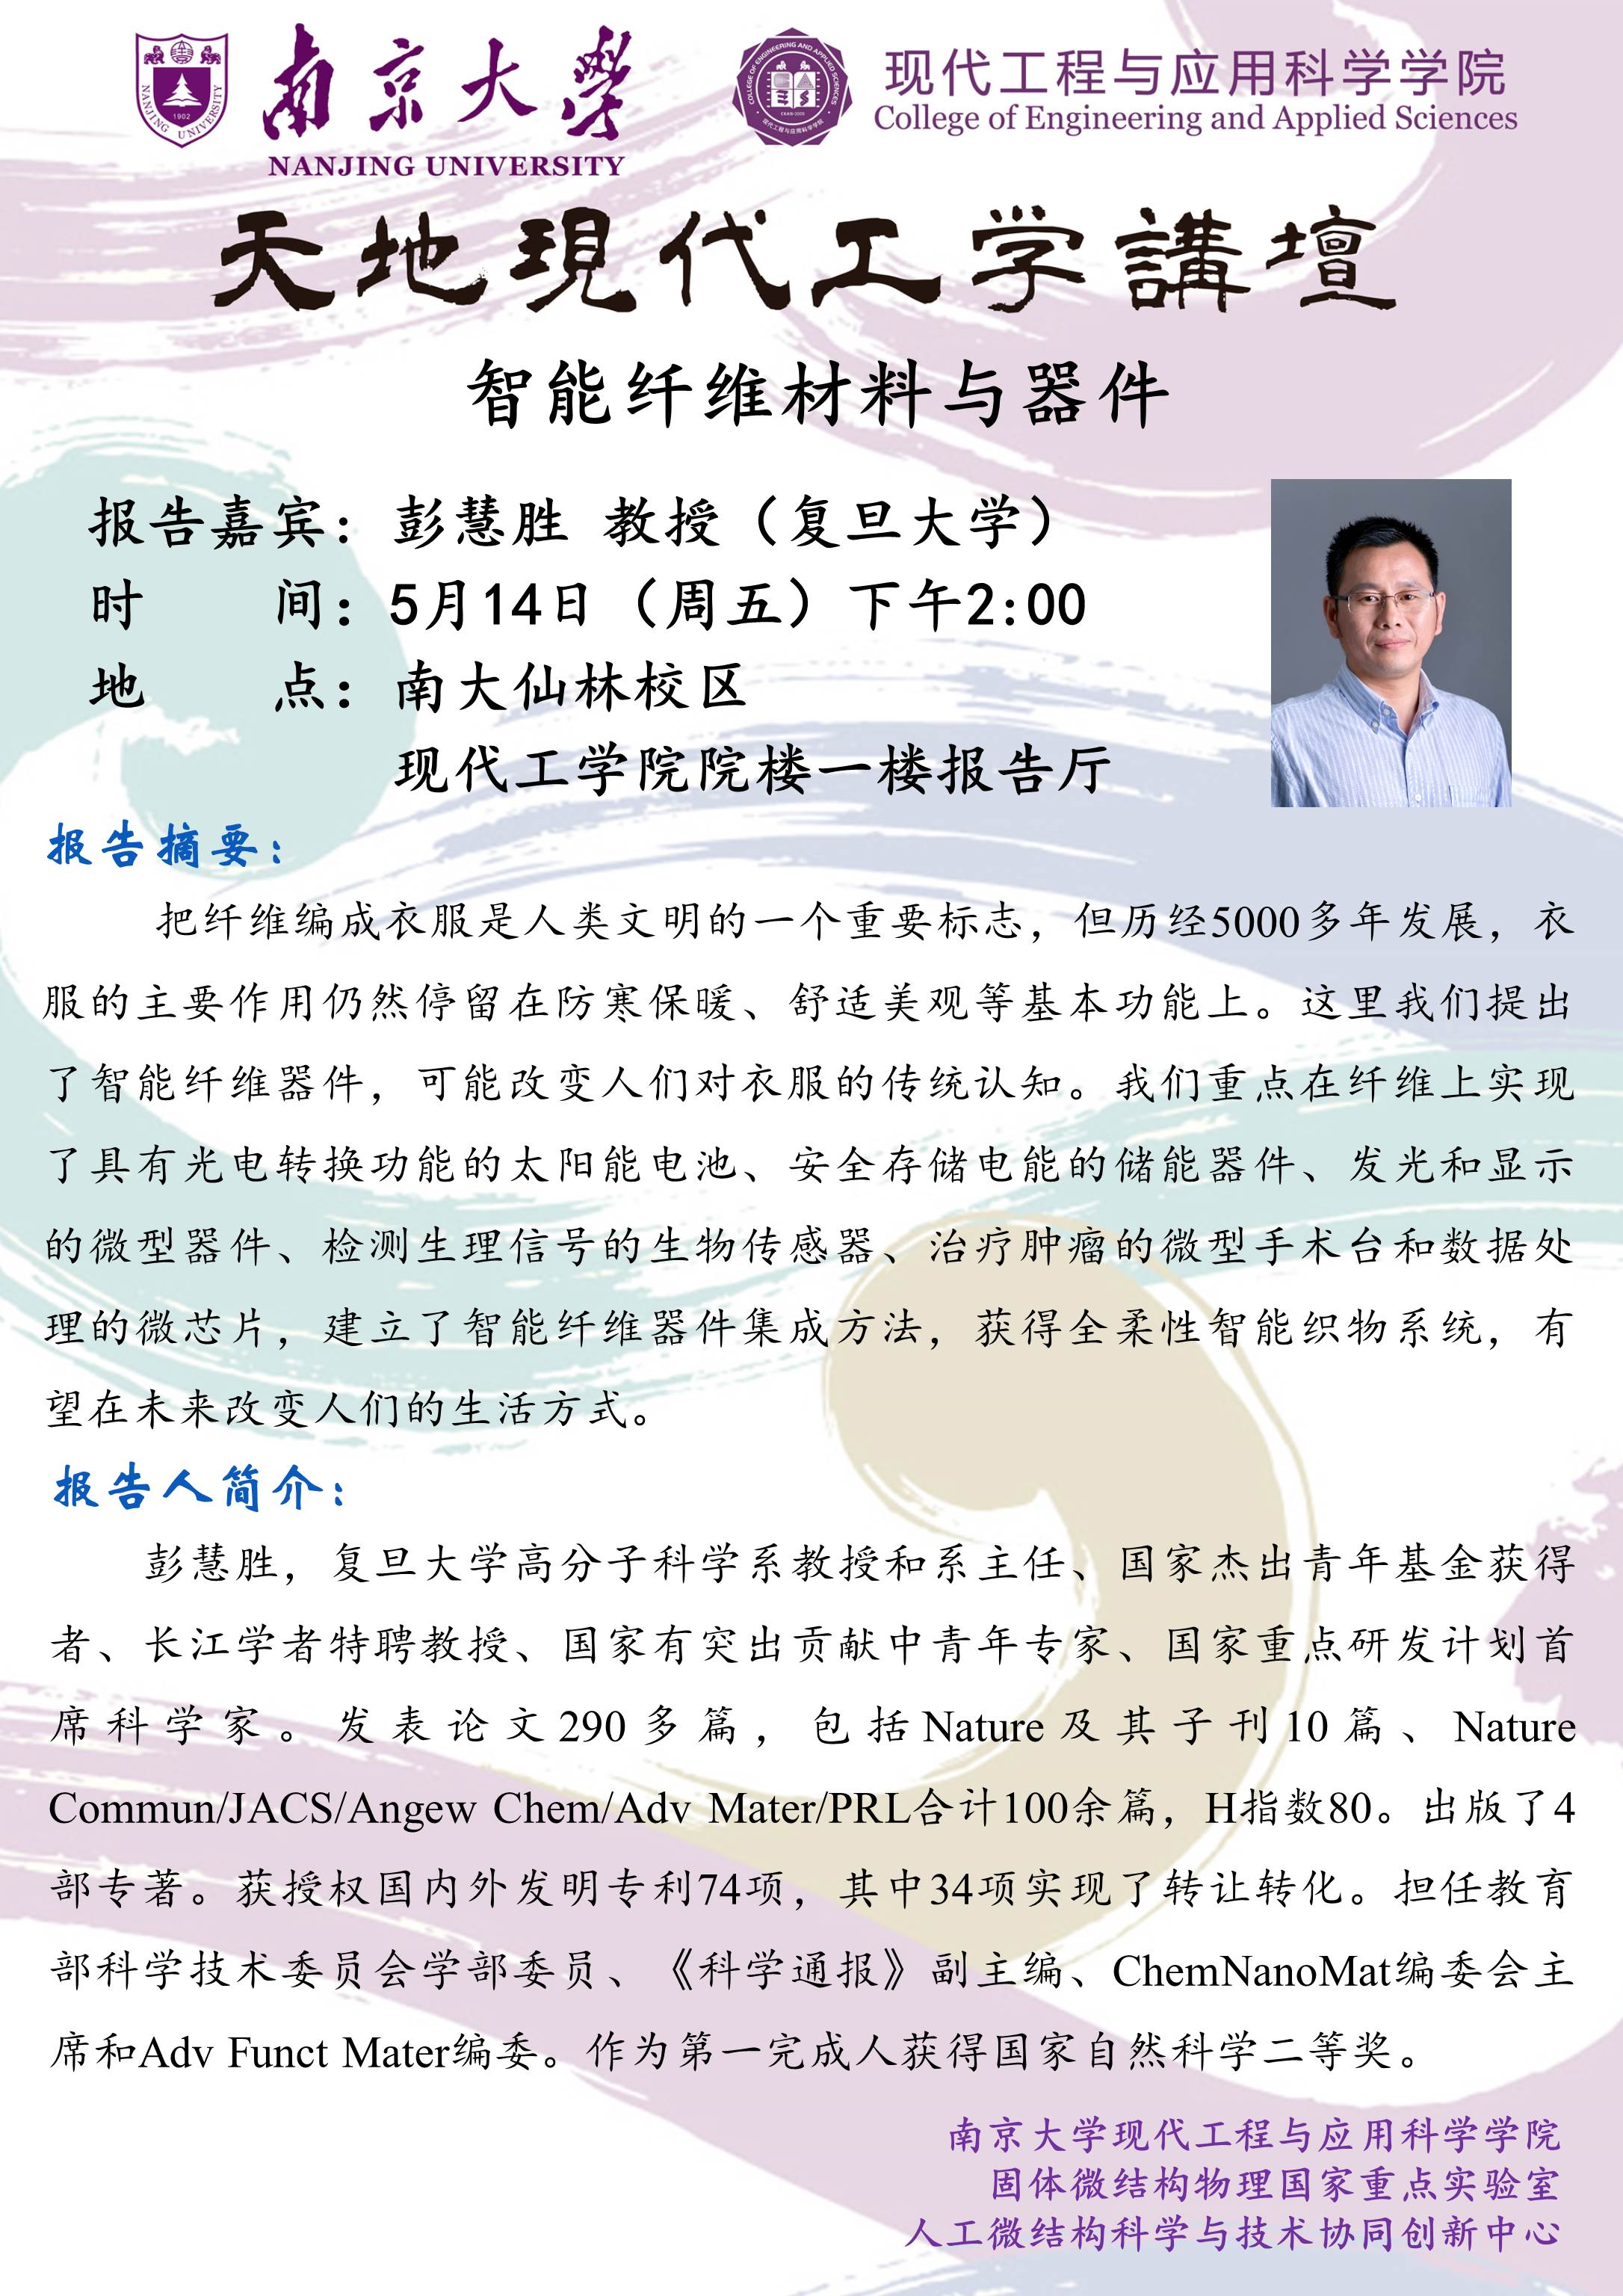 南京大學
NANJING UNIVERSITY
NANJING UNIVERSITY
1902
COLLEGE OF ENGINEERING AND APPLIED SCIENCES
现代工程与应用科学学院
现代工程与应用科学学院
College of Engineering and Applied Sciences
天地現代工学講壇
智能纤维材料与器件
报告嘉宾：彭慧胜 教授（复旦大学）
时 间：5月14日（周五）下午2:00
地 点：南大仙林校区
现代工学院院楼一楼报告厅
报告摘要：
把纤维编成衣服是人类文明的一个重要标志，但历经5000多年发展，衣
服的主要作用仍然停留在防寒保暖、舒适美观等基本功能上。这里我们提出
了智能纤维器件，可能改变人们对衣服的传统认知。我们重点在纤维上实现
了具有光电转换功能的太阳能电池、安全存储电能的储能器件、发光和显示
的微型器件、检测生理信号的生物传感器、治疗肿瘤的微型手术台和数据处
理的微芯片，建立了智能纤维器件集成方法，获得全柔性智能织物系统，有
望在未来改变人们的生活方式。
报告人简介：
彭慧胜，复旦大学高分子科学系教授和系主任、国家杰出青年基金获得
者、长江学者特聘教授、国家有突出贡献中青年专家、国家重点研发计划首
席科学家。发表论文290多篇，包括Nature及其子刊10篇、Nature
Commun/JACS/Angew Chem/Adv Mater/PRL合计100余篇，H指数80。出版了4
部专著。获授权国内外发明专利74项，其中34项实现了转让转化。担任教育
部科学技术委员会学部委员、《科学通报》副主编、ChemNanoMat编委会主
席和Adv Funct Mater编委。作为第一完成人获得国家自然科学二等奖。
南京大学现代工程与应用科学学院
固体微结构物理国家重点实验室
人工微结构科学与技术协同创新中心